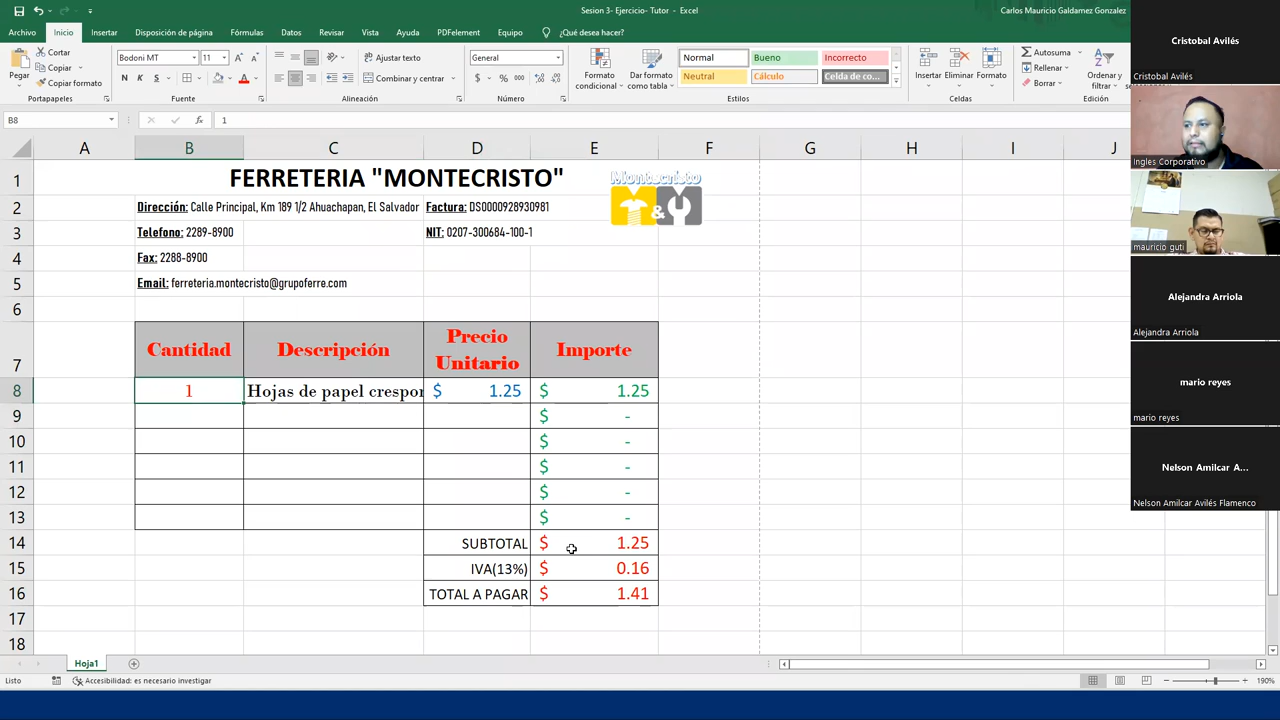 Sesion 3- Ejercicio- Tutor - Excel
Carlos Mauricio Galdamez Gonzalez
Archivo Inicio Insertar Disposición de página Fórmulas Datos Revisar Vista Ayuda PDFelement Equipo ¿Qué desea hacer?
Pegar
Cortar
Copiar
Copiar formato
Portapapeles
Bodoni MT 11
N K S
Fuente
Ajustar texto
Combinar y centrar
Alineación
General
$ % 000
Número
Formato condicional
Dar formato como tabla
Normal Bueno Incorrecto
Neutral Cálculo Celda de co...
Estilos
Insertar Eliminar Formato
Celdas
Autosuma
Rellenar
Borrar
Ordenar y filtrar
Edición
B8 fx 1
A B C D E F G H I J
1 FERRETERIA "MONTECRISTO" Montecristo
2 Dirección: Calle Principal, Km 189 1/2 Ahuachapan, El Salvador Factura: DS0000928930981 &
3 Telefono: 2289-8900 NIT: 0207-300684-100-1
4 Fax: 2288-8900
5 Email: ferreteria.montecristo@grupoferre.com
6
7 Cantidad Descripción Precio Unitario Importe
8 1 Hojas de papel crespon $ 1.25 $ 1.25
9 $ -
10 $ -
11 $ -
12 $ -
13 $ -
14 SUBTOTAL $ 1.25
15 IVA(13%) $ 0.16
16 TOTAL A PAGAR $ 1.41
17
18
Hoja1
Listo Accesibilidad: es necesario investigar 190%
Cristobal Avilés
Cristobal Avilés
Ingles Corporativo
mauricio guti
Alejandra Arriola
Alejandra Arriola
mario reyes
mario reyes
Nelson Amilcar A...
Nelson Amilcar Avilés Flamenco